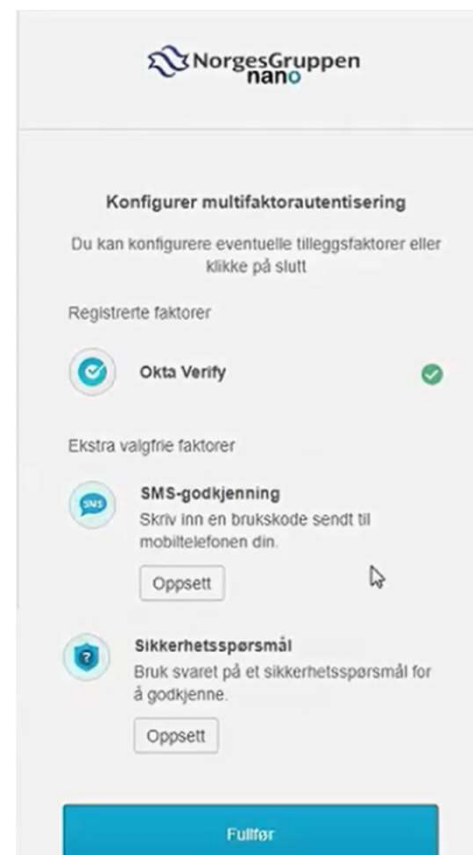 NorgesGruppen
nano
Konfigurer multifaktorautentisering
Du kan konfigurere eventuelle tilleggsfaktorer eller
klikke på slutt
Registrerte faktorer
Okta Verify
Ekstra valgfrie faktorer
SMS
SMS-godkjenning
Skriv inn en brukskode sendt til
mobiltelefonen din.
Oppsett
?
Sikkerhetsspørsmål
Bruk svaret på et sikkerhetsspørsmål for
å godkjenne.
Oppsett
Fullfør